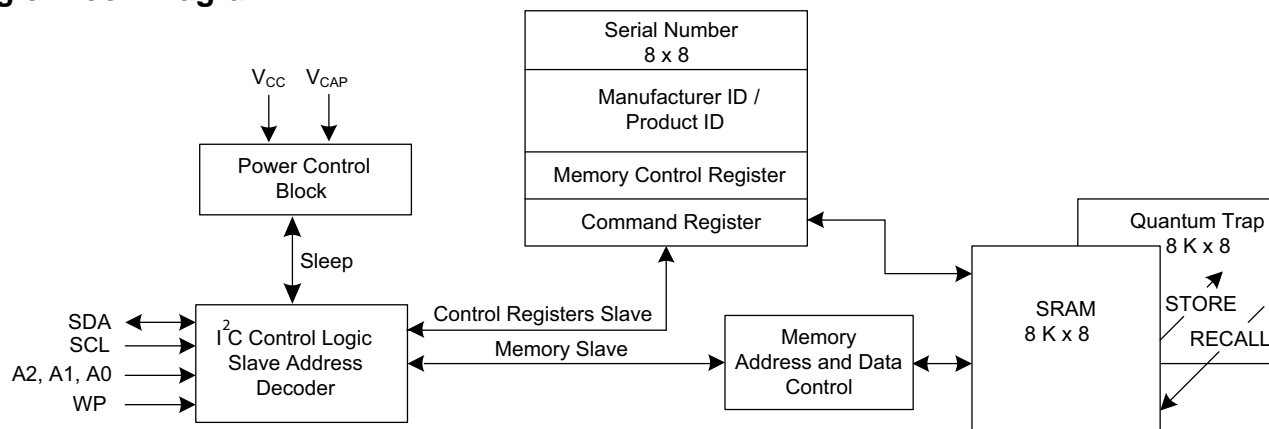 Serial Number
8 x 8
Manufacturer ID /
Product ID
Memory Control Register
Command Register
VCC VCAP
Power Control
Block
Sleep
Quantum Trap
8 K x 8
SRAM
8 K x 8
STORE
RECALL
SDA
SCL
A2, A1, A0
WP
I2C Control Logic
Slave Address
Decoder
Control Registers Slave
Memory Slave
Memory
Address and Data
Control